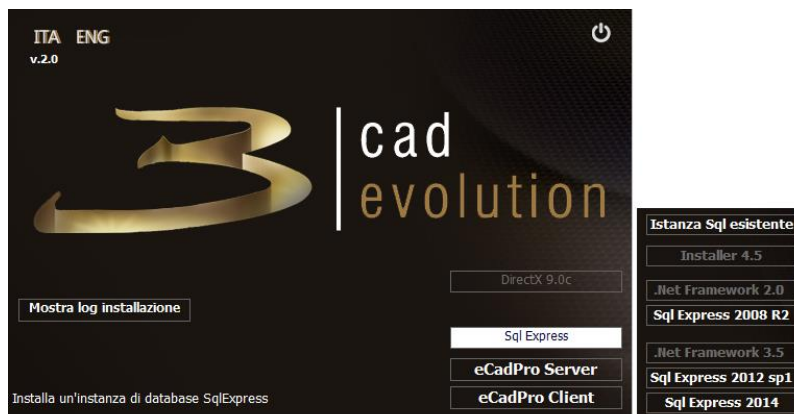 ITA ENG
v.2.0
3
cad
evolution
DirectX 9.0c
Mostra log installazione
Sql Express
eCadPro Server
eCadPro Client
Installa un'instanza di database SqlExpress
Istanza Sql esistente
Installer 4.5
.Net Framework 2.0
Sql Express 2008 R2
.Net Framework 3.5
Sql Express 2012 sp1
Sql Express 2014